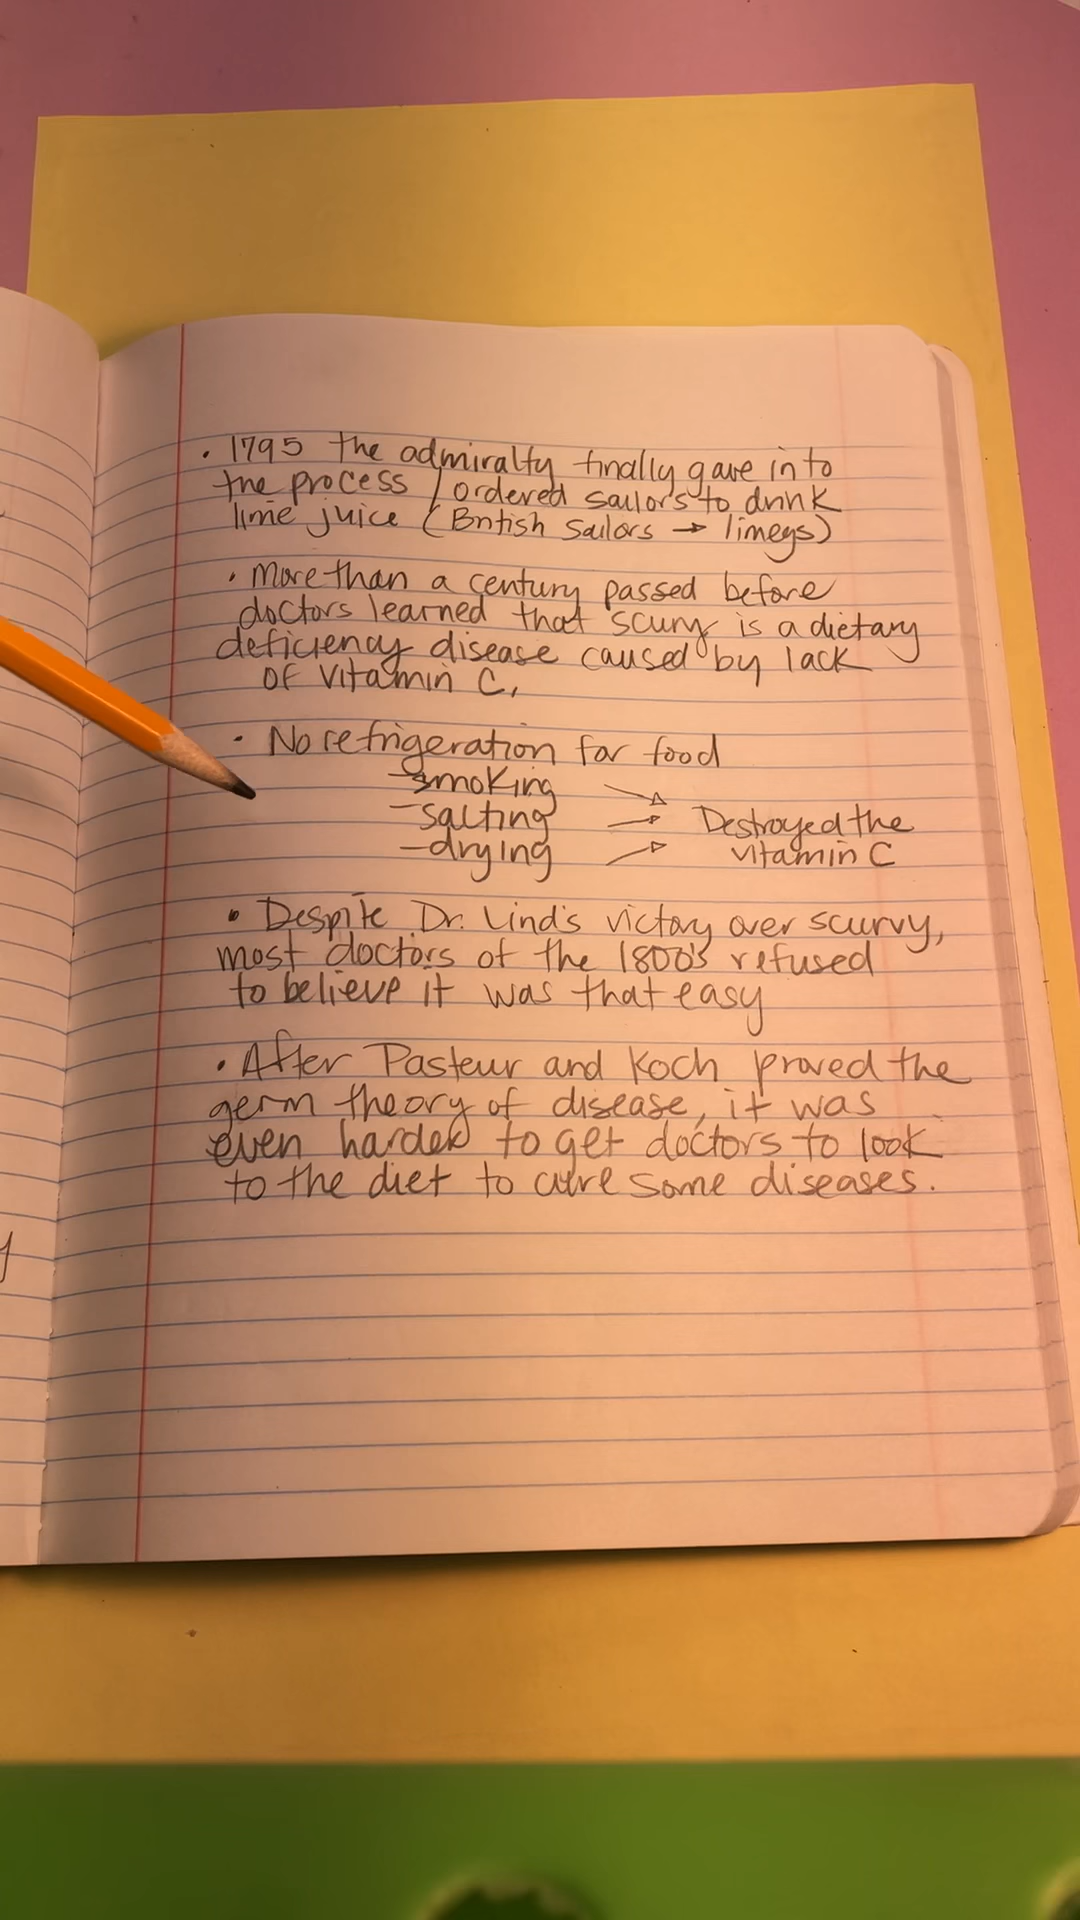 • 1795 the admiralty finally gave in to
the process / ordered sailors to drink
lime juice (British Sailors → limeys)
• More than a century passed before
doctors learned that scurvy is a dietary
deficiency disease caused by lack
of Vitamin C.
• No refrigeration for food
- smoking
- salting → Destroyed the
- drying vitamin C
• Despite Dr. Lind's victory over scurvy,
most doctors of the 1800's refused
to believe it was that easy
• After Pasteur and Koch proved the
germ theory of disease, it was
even harder to get doctors to look
to the diet to cure some diseases.